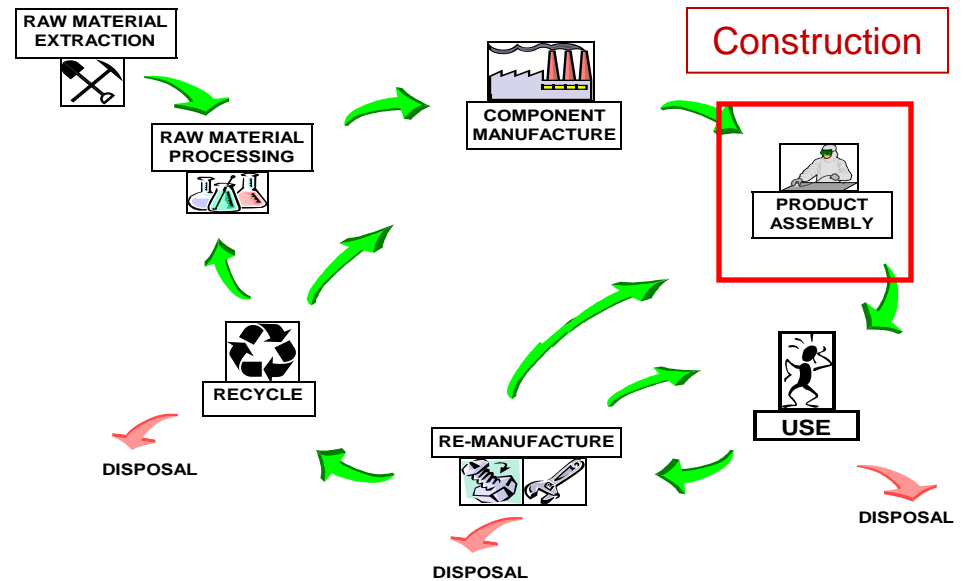 RAW MATERIAL
EXTRACTION
Construction
COMPONENT
MANUFACTURE
RAW MATERIAL
PROCESSING
PRODUCT
ASSEMBLY
RECYCLE
USE
RE-MANUFACTURE
DISPOSAL
DISPOSAL
DISPOSAL